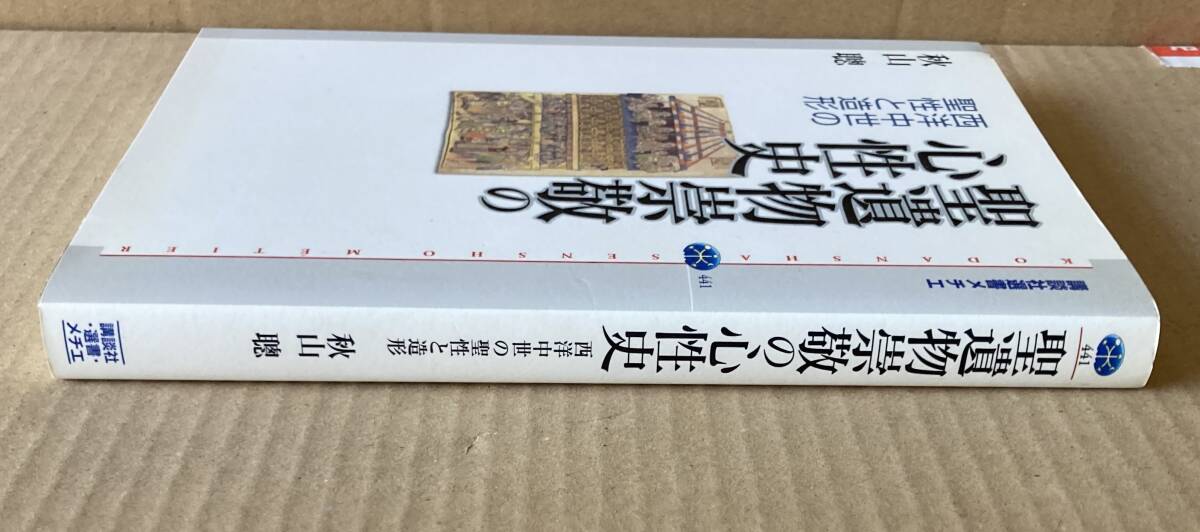 聖遺物崇敬の
心性史
西洋中世の
聖性と造形
秋山 聰
KODANSHA SENSHO METIER
441
講談社選書メチエ
441
聖遺物崇敬の心性史
西洋中世の聖性と造形
秋山 聰
講談社
選書・
メチエ